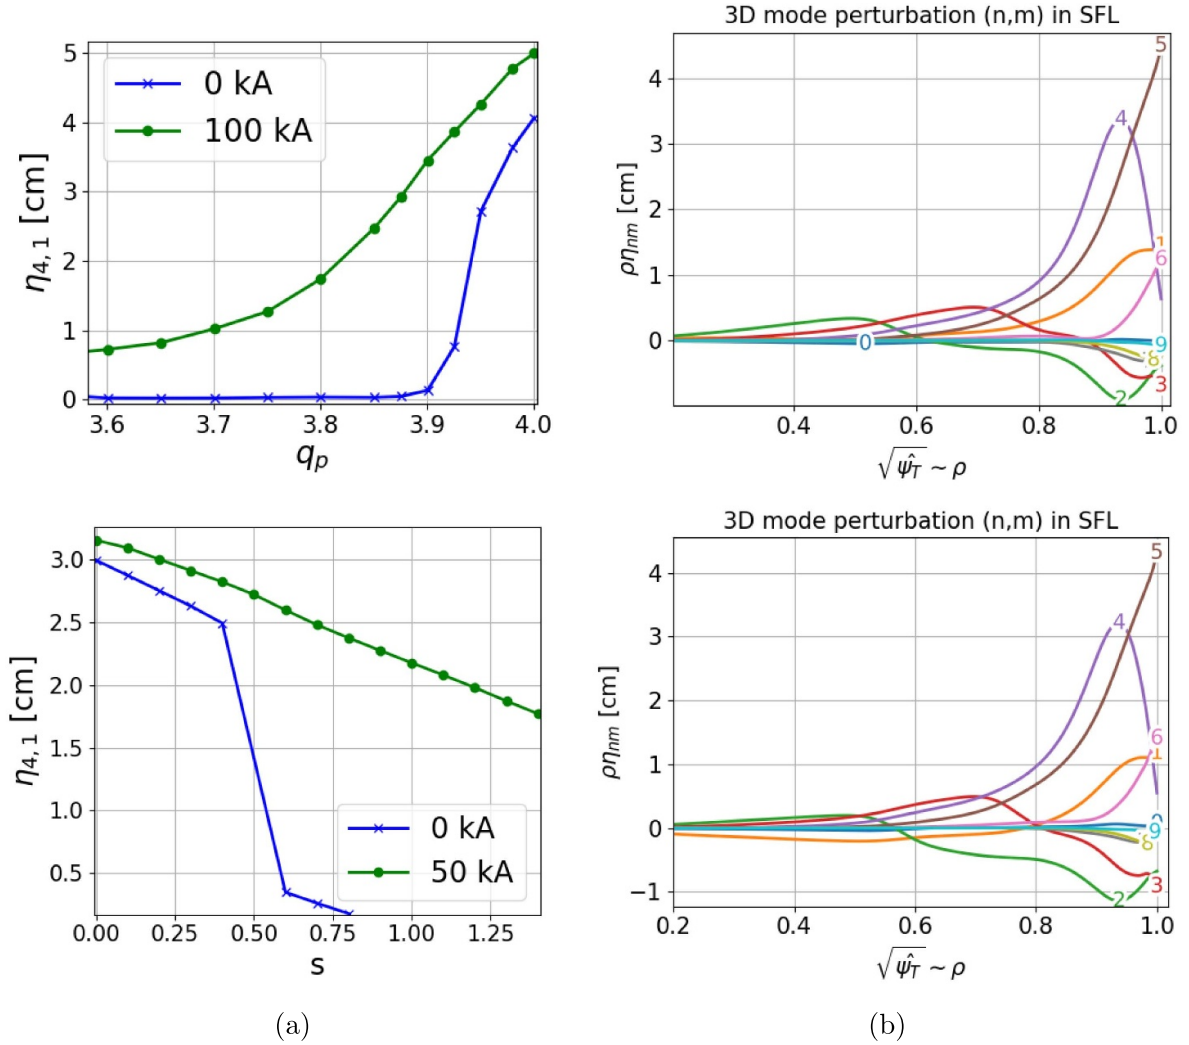 5
4
3
2
1
0
η4,1 [cm]
0 kA
100 kA
3.6 3.7 3.8 3.9 4.0
qp
3D mode perturbation (n,m) in SFL
4
3
2
1
0
ρηnm [cm]
0 4 5 1 6 9 8 3 2
0.4 0.6 0.8 1.0
√ψ̂T ~ ρ
3.0
2.5
2.0
1.5
1.0
0.5
η4,1 [cm]
0 kA
50 kA
0.00 0.25 0.50 0.75 1.00 1.25
s
3D mode perturbation (n,m) in SFL
4
3
2
1
0
−1
ρηnm [cm]
5 4 6 1 0 9 8 3 2
0.2 0.4 0.6 0.8 1.0
√ψ̂T ~ ρ
(a)
(b)